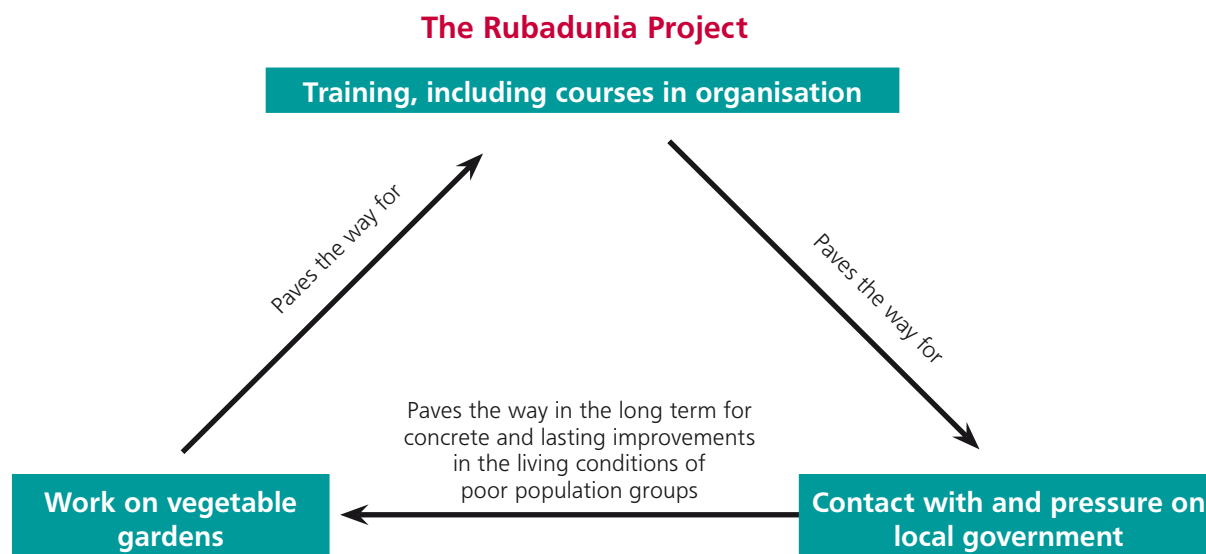 The Rubadunia Project
Training, including courses in organisation
Paves the way for
Paves the way for
Paves the way in the long term for
concrete and lasting improvements
in the living conditions of
poor population groups
Work on vegetable
gardens
Contact with and pressure on
local government